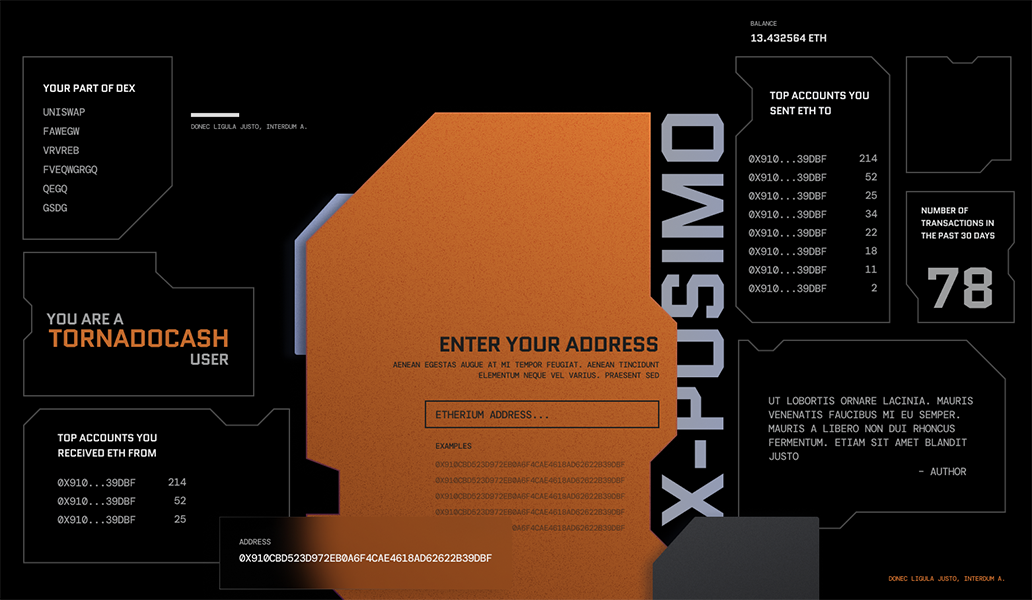 BALANCE
13.432564 ETH
YOUR PART OF DEX
UNISWAP
FAWEGW
VRVREB
FVEQWGRGQ
QEGQ
GSDG
DONEC LIGULA JUSTO, INTERDUM A.
YOU ARE A
TORNADOCASH
USER
TOP ACCOUNTS YOU
RECEIVED ETH FROM
0X910...39DBF 214
0X910...39DBF 52
0X910...39DBF 25
ADDRESS
0X910CBD523D972EB0A6F4CAE4618AD62622B39DBF
ENTER YOUR ADDRESS
AENEAN EGESTAS AUGUE AT MI TEMPOR FEUGIAT. AENEAN TINCIDUNT
ELEMENTUM NEQUE VEL VARIUS. PRAESENT SED
ETHERIUM ADDRESS...
EXAMPLES
0X910CBD523D972EB0A6F4CAE4618AD62622B39DBF
0X910CBD523D972EB0A6F4CAE4618AD62622B39DBF
0X910CBD523D972EB0A6F4CAE4618AD62622B39DBF
0X910CBD523D972EB0A6F4CAE4618AD62622B39DBF
0A6F4CAE4618AD62622B39DBF
X-POSIMO
TOP ACCOUNTS YOU
SENT ETH TO
0X910...39DBF 214
0X910...39DBF 52
0X910...39DBF 25
0X910...39DBF 34
0X910...39DBF 22
0X910...39DBF 18
0X910...39DBF 11
0X910...39DBF 2
NUMBER OF
TRANSACTIONS IN
THE PAST 30 DAYS
78
UT LOBORTIS ORNARE LACINIA. MAURIS
VENENATIS FAUCIBUS MI EU SEMPER.
MAURIS A LIBERO NON DUI RHONCUS
FERMENTUM. ETIAM SIT AMET BLANDIT
JUSTO
- AUTHOR
DONEC LIGULA JUSTO, INTERDUM A.